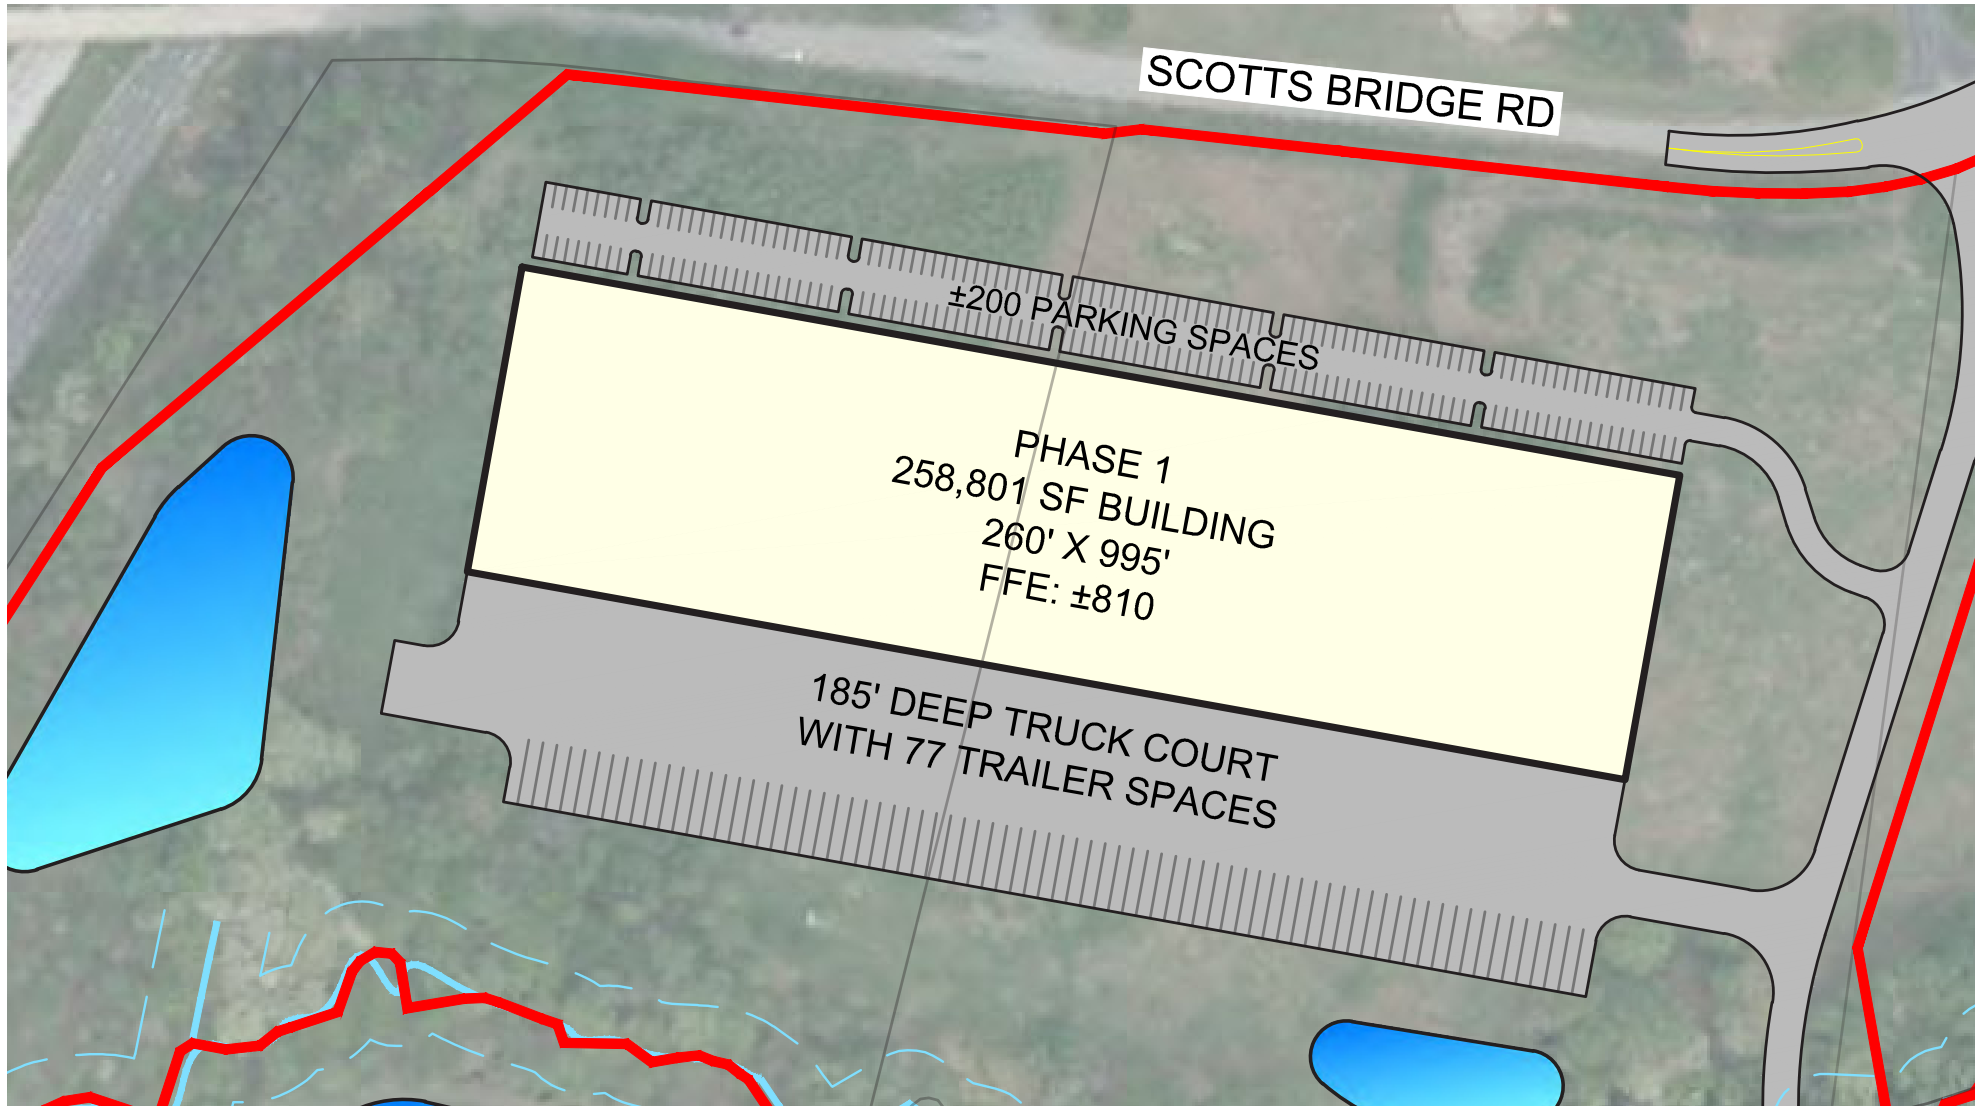 SCOTTS BRIDGE RD
±200 PARKING SPACES
PHASE 1
258,801 SF BUILDING
260' X 995'
FFE: ±810
185' DEEP TRUCK COURT
WITH 77 TRAILER SPACES